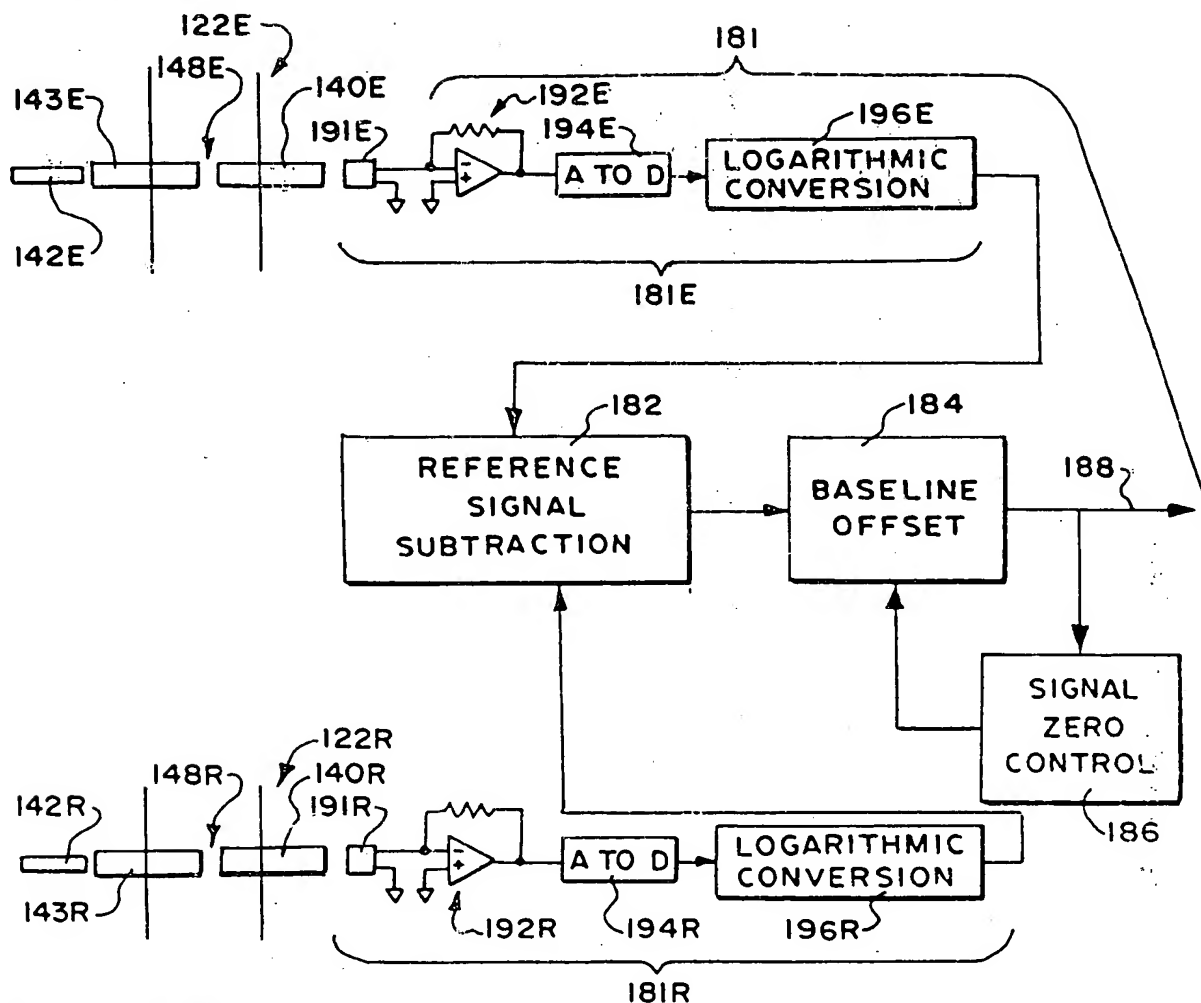 122E
181
148E
143E
140E
192E
196E
191E
194E
A TO D
LOGARITHMIC
CONVERSION
-
+
142E
181E
182
184
REFERENCE
SIGNAL
SUBTRACTION
BASELINE
OFFSET
188
SIGNAL
ZERO
CONTROL
122R
148R
140R
142R
191R
186
-
+
A TO D
LOGARITHMIC
CONVERSION
143R
192R
194R
196R
181R